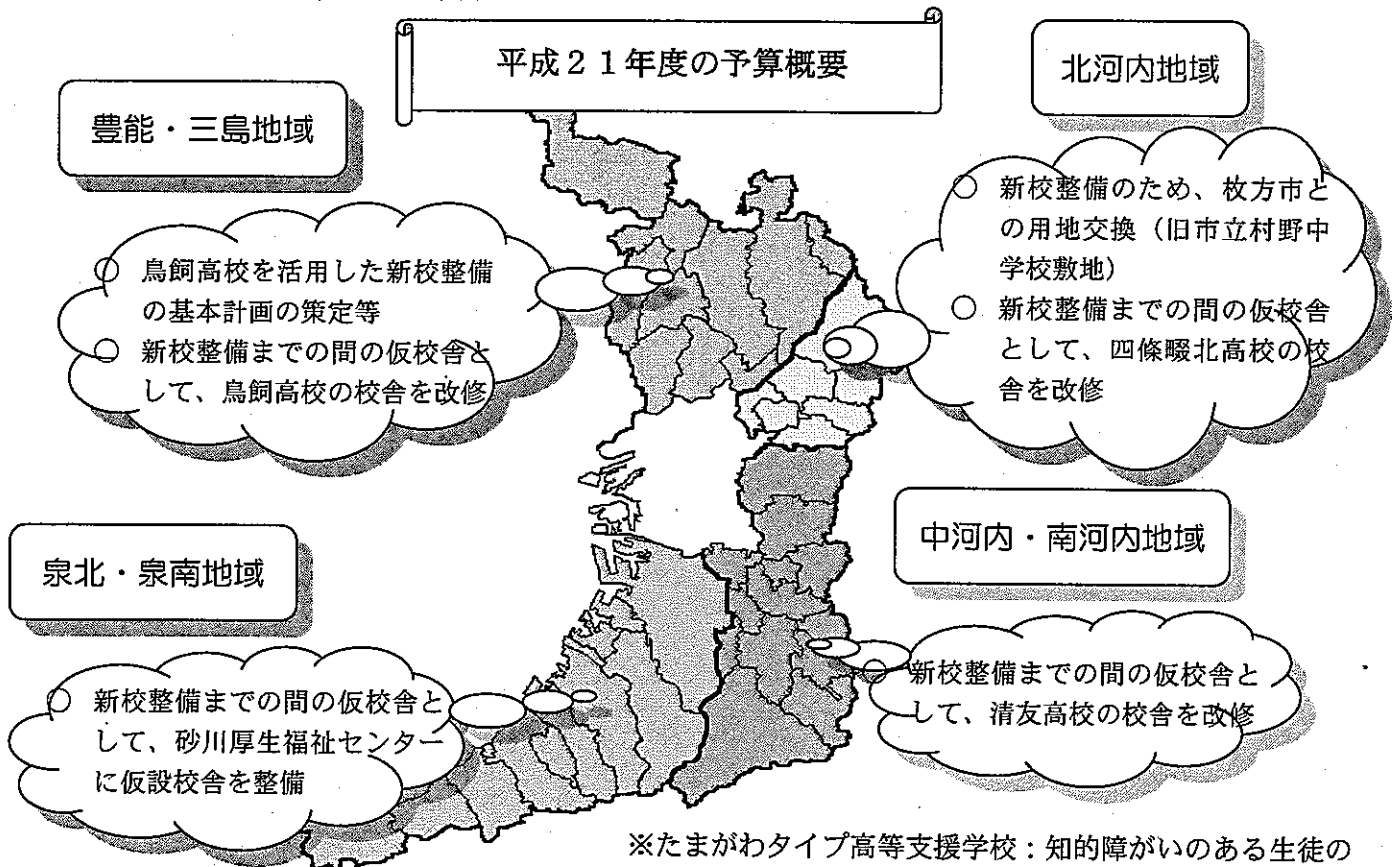 平成２１年度の予算概要
豊能・三島地域
○ 鳥飼高校を活用した新校整備
の基本計画の策定等
○ 新校整備までの間の仮校舎と
して、鳥飼高校の校舎を改修
北河内地域
○ 新校整備のため、枚方市と
の用地交換（旧市立村野中
学校敷地）
○ 新校整備までの間の仮校舎
として、四條畷北高校の校
舎を改修
泉北・泉南地域
○ 新校整備までの間の仮校舎と
して、砂川厚生福祉センター
に仮設校舎を整備
中河内・南河内地域
○ 新校整備までの間の仮校舎と
して、清友高校の校舎を改修
※たまがわタイプ高等支援学校：知的障がいのある生徒の